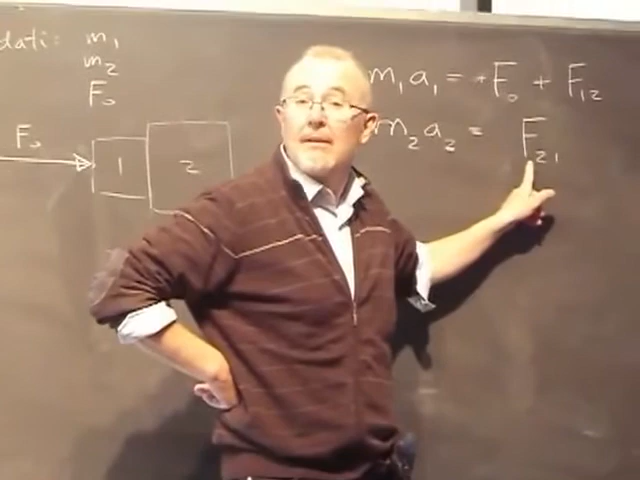 dati: m₁
m₂
F₀
F₀
1 2
m₁a₁ = +F₀ + F₁₂
m₂a₂ = F₂₁